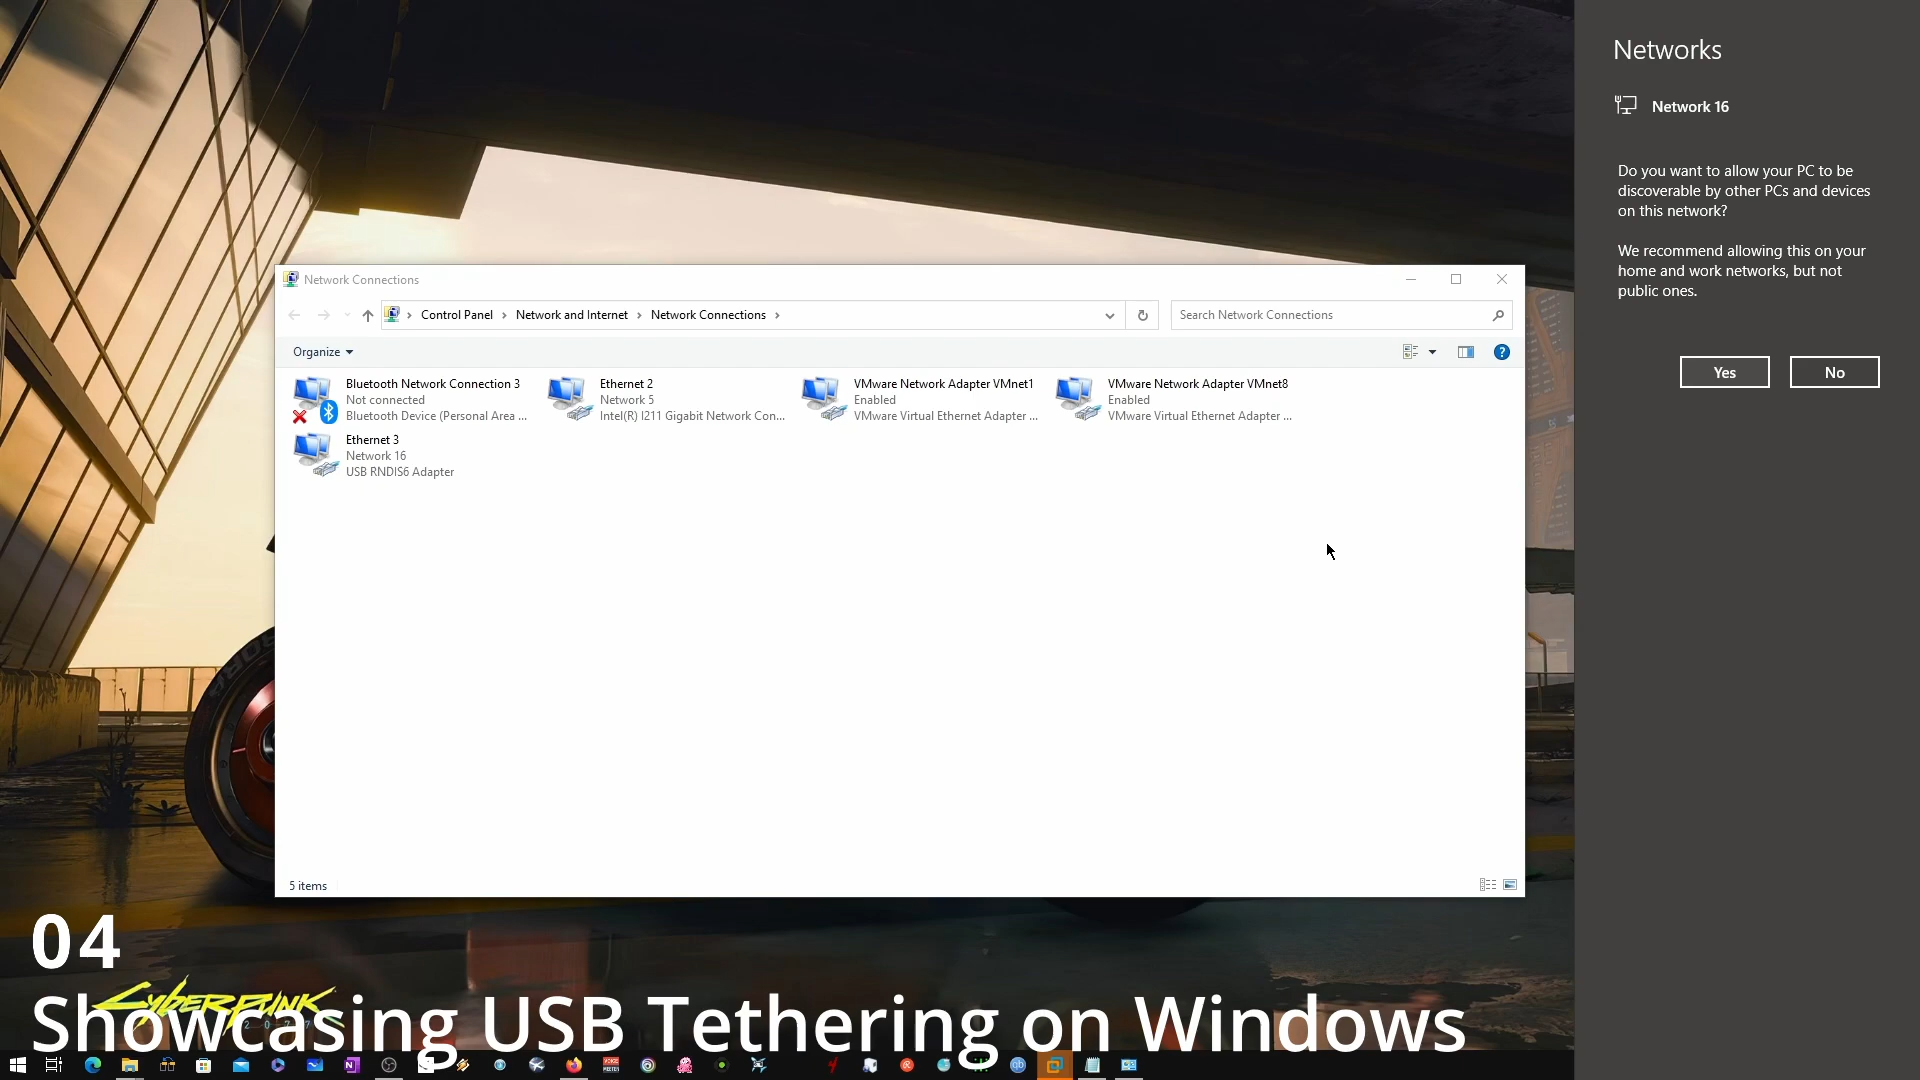 Networks
Network 16
Do you want to allow your PC to be
discoverable by other PCs and devices
on this network?
We recommend allowing this on your
home and work networks, but not
public ones.
Yes
No
Network Connections
Control Panel
Network and Internet
Network Connections
Search Network Connections
Organize
Bluetooth Network Connection 3
Not connected
Bluetooth Device (Personal Area ...
Ethernet 2
Network 5
Intel(R) I211 Gigabit Network Con...
VMware Network Adapter VMnet1
Enabled
VMware Virtual Ethernet Adapter ...
VMware Network Adapter VMnet8
Enabled
VMware Virtual Ethernet Adapter ...
Ethernet 3
Network 16
USB RNDIS6 Adapter
5 items
04
Cyberpunk
2077
Showcasing USB Tethering on Windows